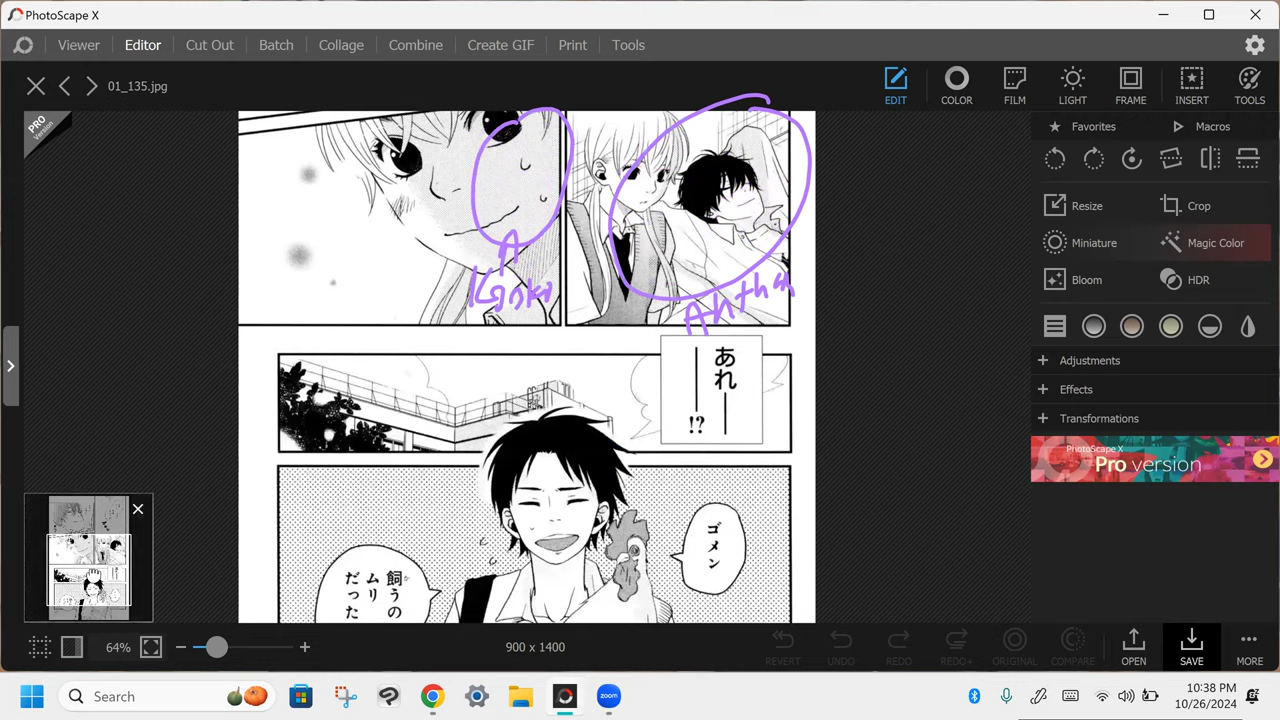 PhotoScape X
Viewer
Editor
Cut Out
Batch
Collage
Combine
Create GIF
Print
Tools
01_135.jpg
EDIT
COLOR
FILM
LIGHT
FRAME
INSERT
TOOLS
PRO
Version
Favorites
Macros
Resize
Crop
Miniature
Magic Color
Bloom
HDR
Adjustments
Effects
Transformations
PhotoScape X
Pro version
A
あれ——
——!?
ゴメン
飼うの
ムリ
だった
64%
900 x 1400
REVERT
UNDO
REDO
REDO+
ORIGINAL
COMPARE
OPEN
SAVE
MORE
Search
zoom
10:38 PM
10/26/2024